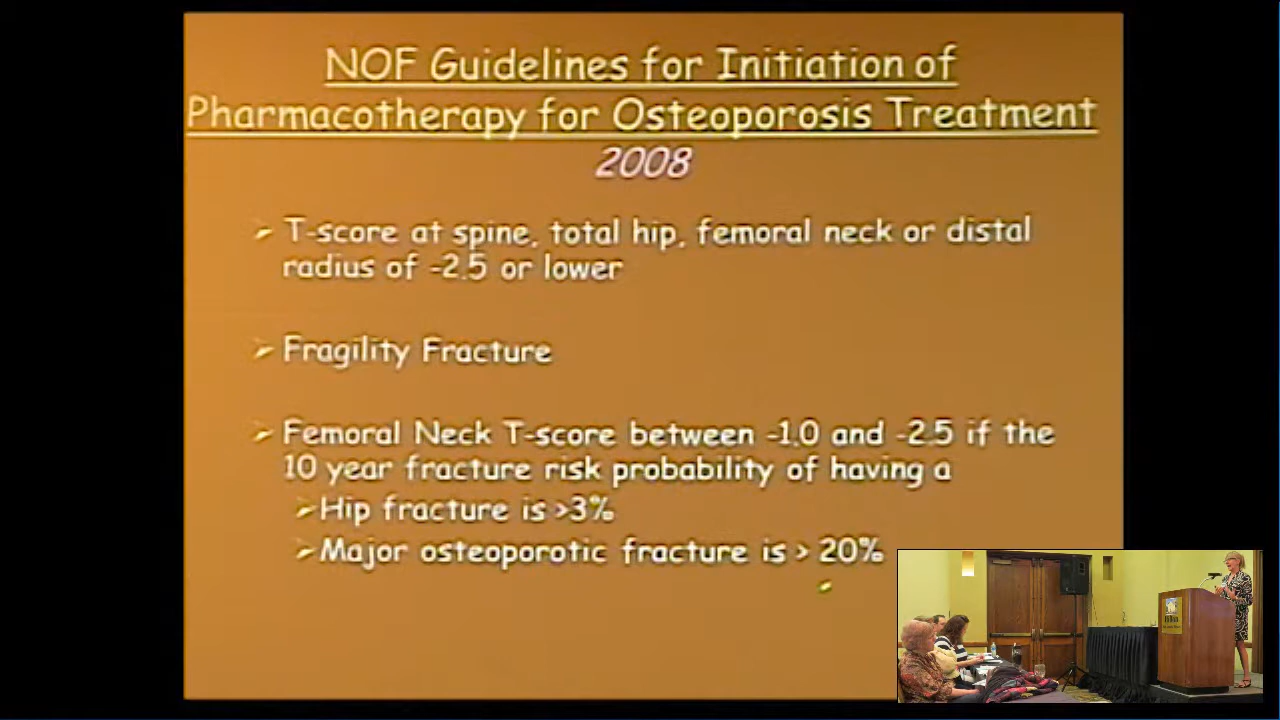 NOF Guidelines for Initiation of
Pharmacotherapy for Osteoporosis Treatment
2008
T-score at spine, total hip, femoral neck or distal
radius of -2.5 or lower
Fragility Fracture
Femoral Neck T-score between -1.0 and -2.5 if the
10 year fracture risk probability of having a
Hip fracture is >3%
Major osteoporotic fracture is > 20%
Hilton